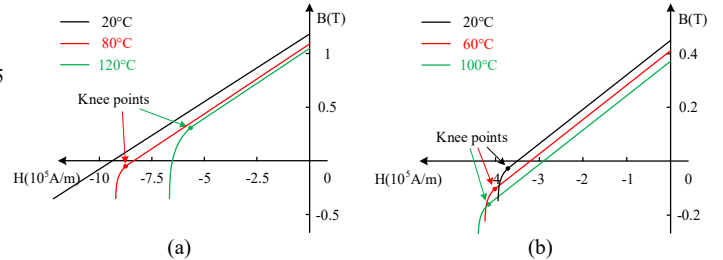 20°C
80°C
120°C
B(T)
1
0.5
5
Knee points
H(10⁵A/m)
-10
-7.5
-5
-2.5
0
-0.5
(a)
20°C
60°C
100°C
B(T)
0.4
0.2
Knee points
H(10⁵A/m)
-4
-3
-2
-1
0
-0.2
(b)